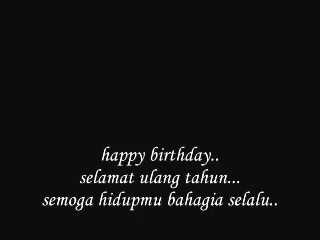 happy birthday..
selamat ulang tahun...
semoga hidupmu bahagia selalu..